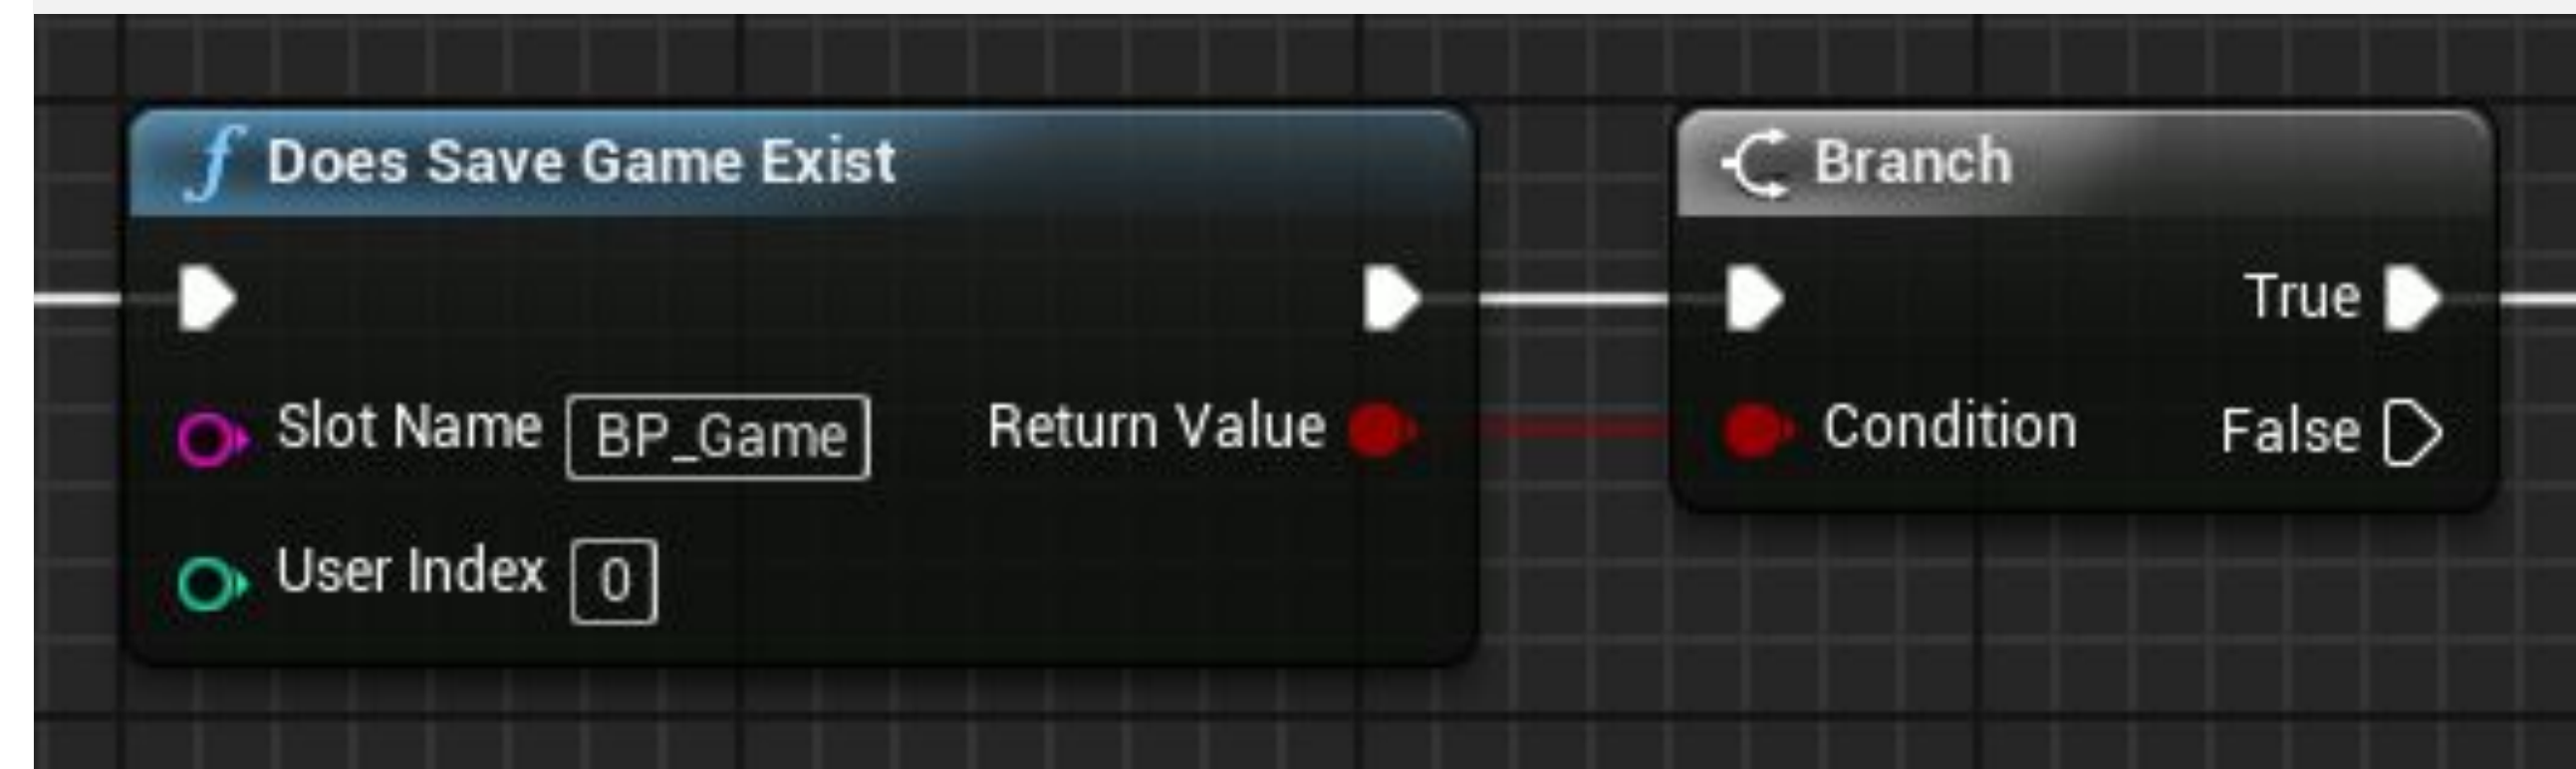 Does Save Game Exist
Slot Name BP_Game
Return Value
User Index 0
Branch
True
Condition
False